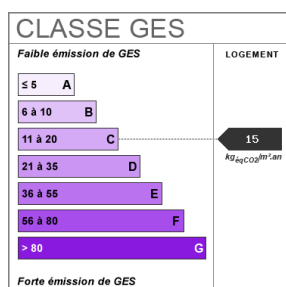 CLASSE GES
Faible émission de GES
LOGEMENT
≤ 5 A
6 à 10 B
11 à 20 C
15
kgéqCO2/m².an
21 à 35 D
36 à 55 E
56 à 80 F
> 80 G
Forte émission de GES